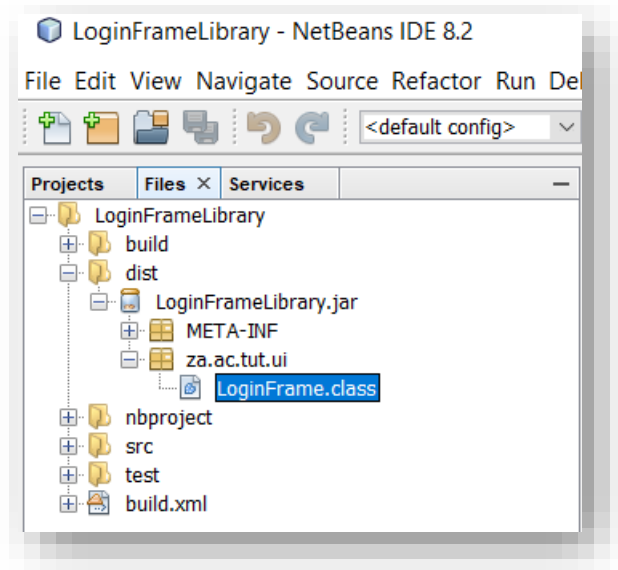 LoginFrameLibrary - NetBeans IDE 8.2
File Edit View Navigate Source Refactor Run
<default config>
Projects Files × Services
LoginFrameLibrary
build
dist
LoginFrameLibrary.jar
META-INF
za.ac.tut.ui
LoginFrame.class
nbproject
src
test
build.xml